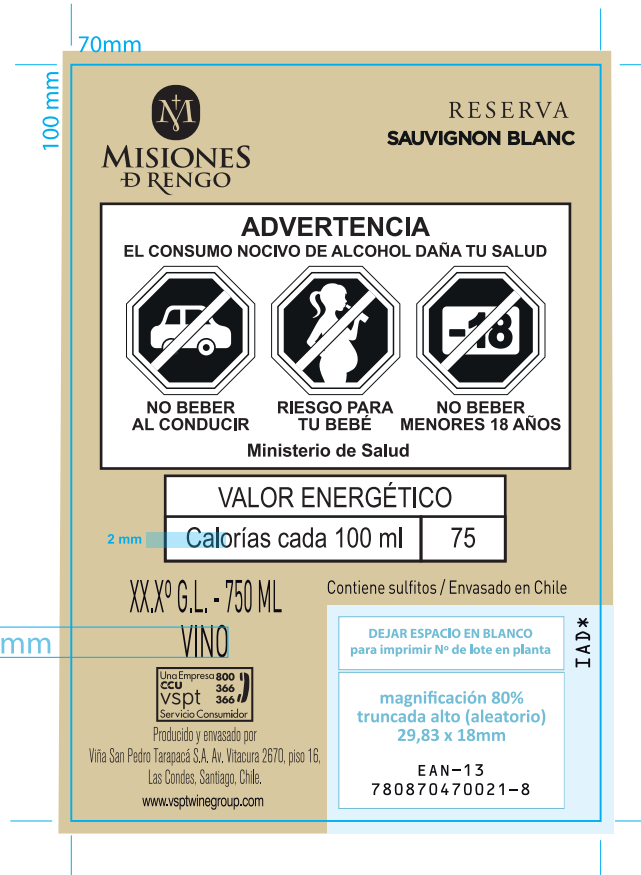 70mm
100 mm
M
MISIONES
D RENGO
RESERVA
SAUVIGNON BLANC
ADVERTENCIA
EL CONSUMO NOCIVO DE ALCOHOL DAÑA TU SALUD
-18
NO BEBER
AL CONDUCIR
RIESGO PARA
TU BEBÉ
NO BEBER
MENORES 18 AÑOS
Ministerio de Salud
VALOR ENERGÉTICO
2 mm
Calorías cada 100 ml 75
XX.Xº G.L. - 750 ML
mm
VINO
Contiene sulfitos / Envasado en Chile
DEJAR ESPACIO EN BLANCO
para imprimir Nº de lote en planta
IAD*
magnificación 80%
truncada alto (aleatorio)
29,83 x 18mm
EAN-13
780870470021-8
Una Empresa 800
CCU 366
vspt 366
Servicio Consumidor
Producido y envasado por
Viña San Pedro Tarapacá S.A. Av. Vitacura 2670, piso 16,
Las Condes, Santiago, Chile.
www.vsptwinegroup.com